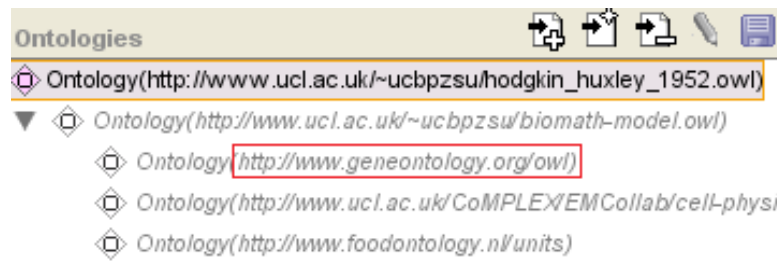 Ontologies
Ontology(http://www.ucl.ac.uk/~ucbpzsu/hodgkin_huxley_1952.owl)
Ontology(http://www.ucl.ac.uk/~ucbpzsu/biomath-model.owl)
Ontology(http://www.geneontology.org/owl)
Ontology(http://www.ucl.ac.uk/CoMPLEX/EMCollab/cell-physi
Ontology(http://www.foodontology.nl/units)